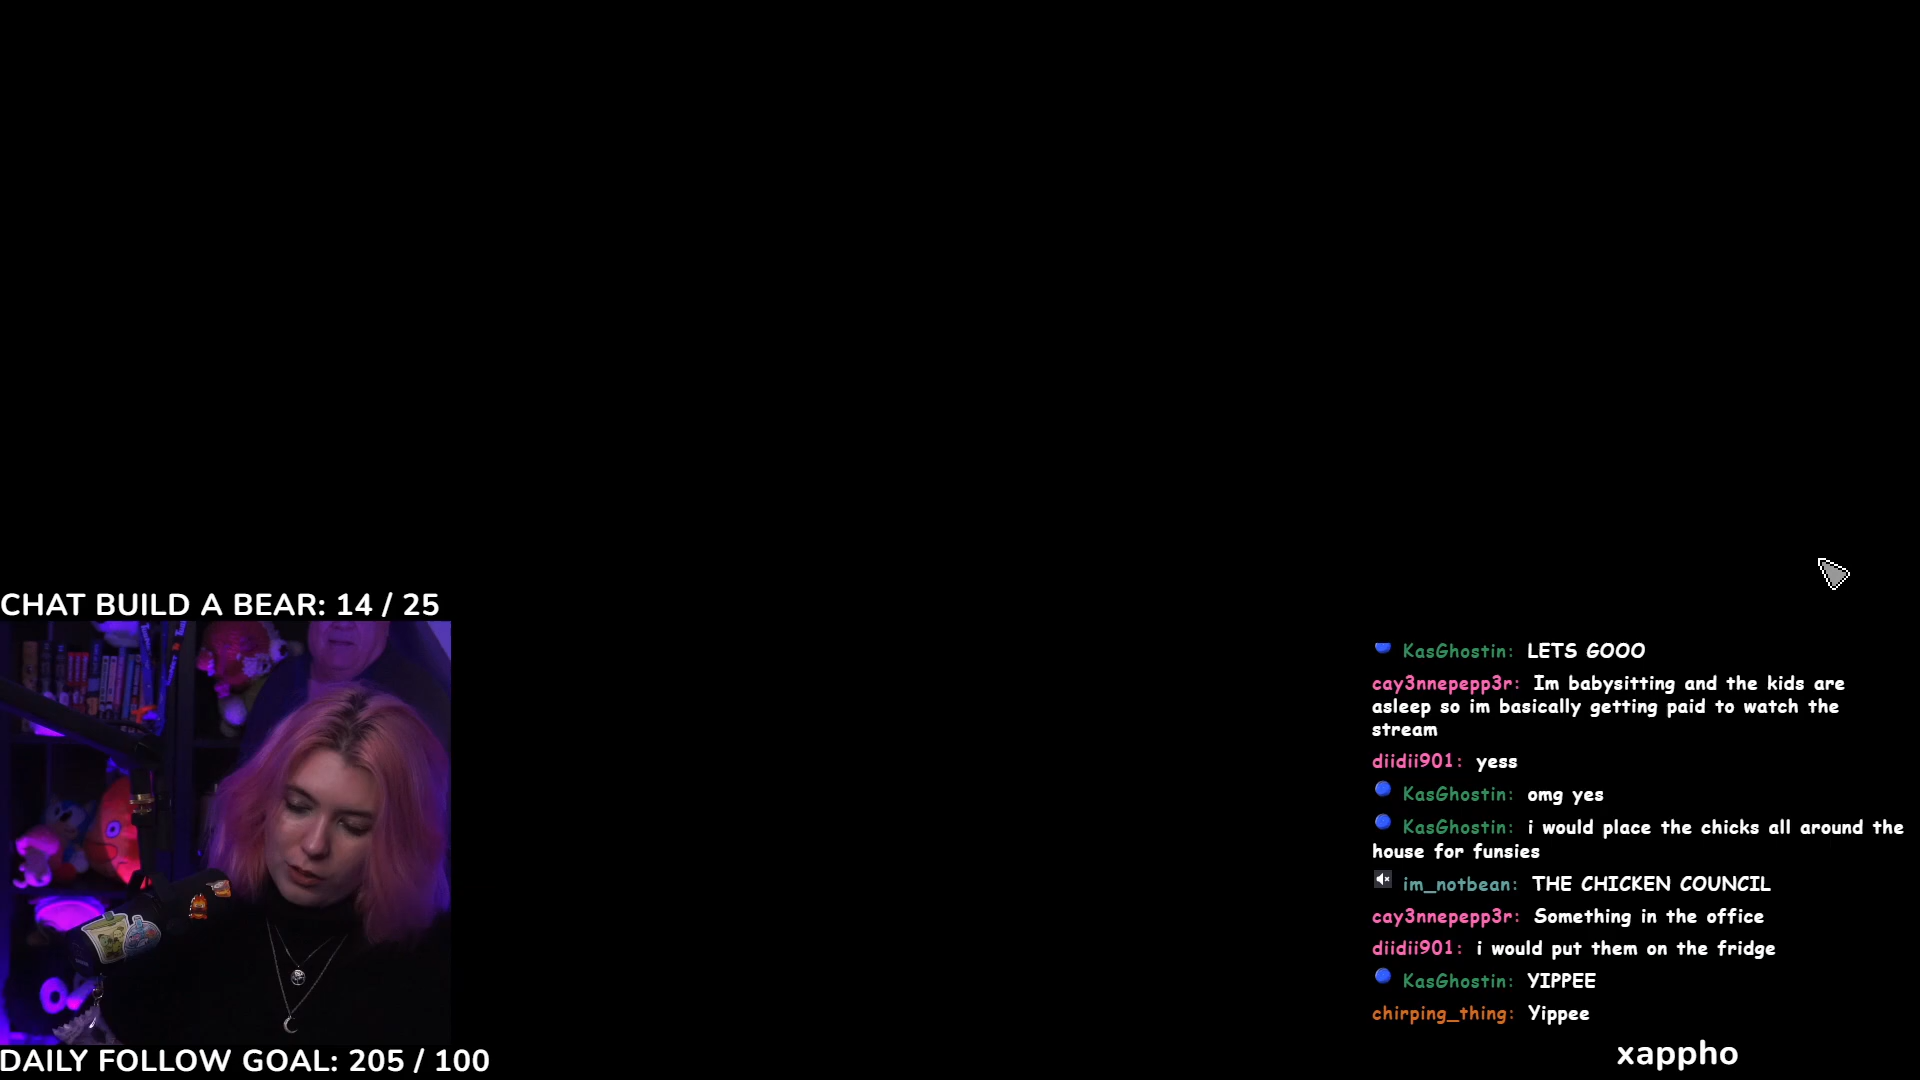 CHAT BUILD A BEAR: 14 / 25
KasGhostin: LETS GOOO
cay3nnepepp3r: Im babysitting and the kids are
asleep so im basically getting paid to watch the
stream
diidii901: yess
KasGhostin: omg yes
KasGhostin: i would place the chicks all around the
house for funsies
im_notbean: THE CHICKEN COUNCIL
cay3nnepepp3r: Something in the office
diidii901: i would put them on the fridge
KasGhostin: YIPPEE
chirping_thing: Yippee
xappho
DAILY FOLLOW GOAL: 205 / 100